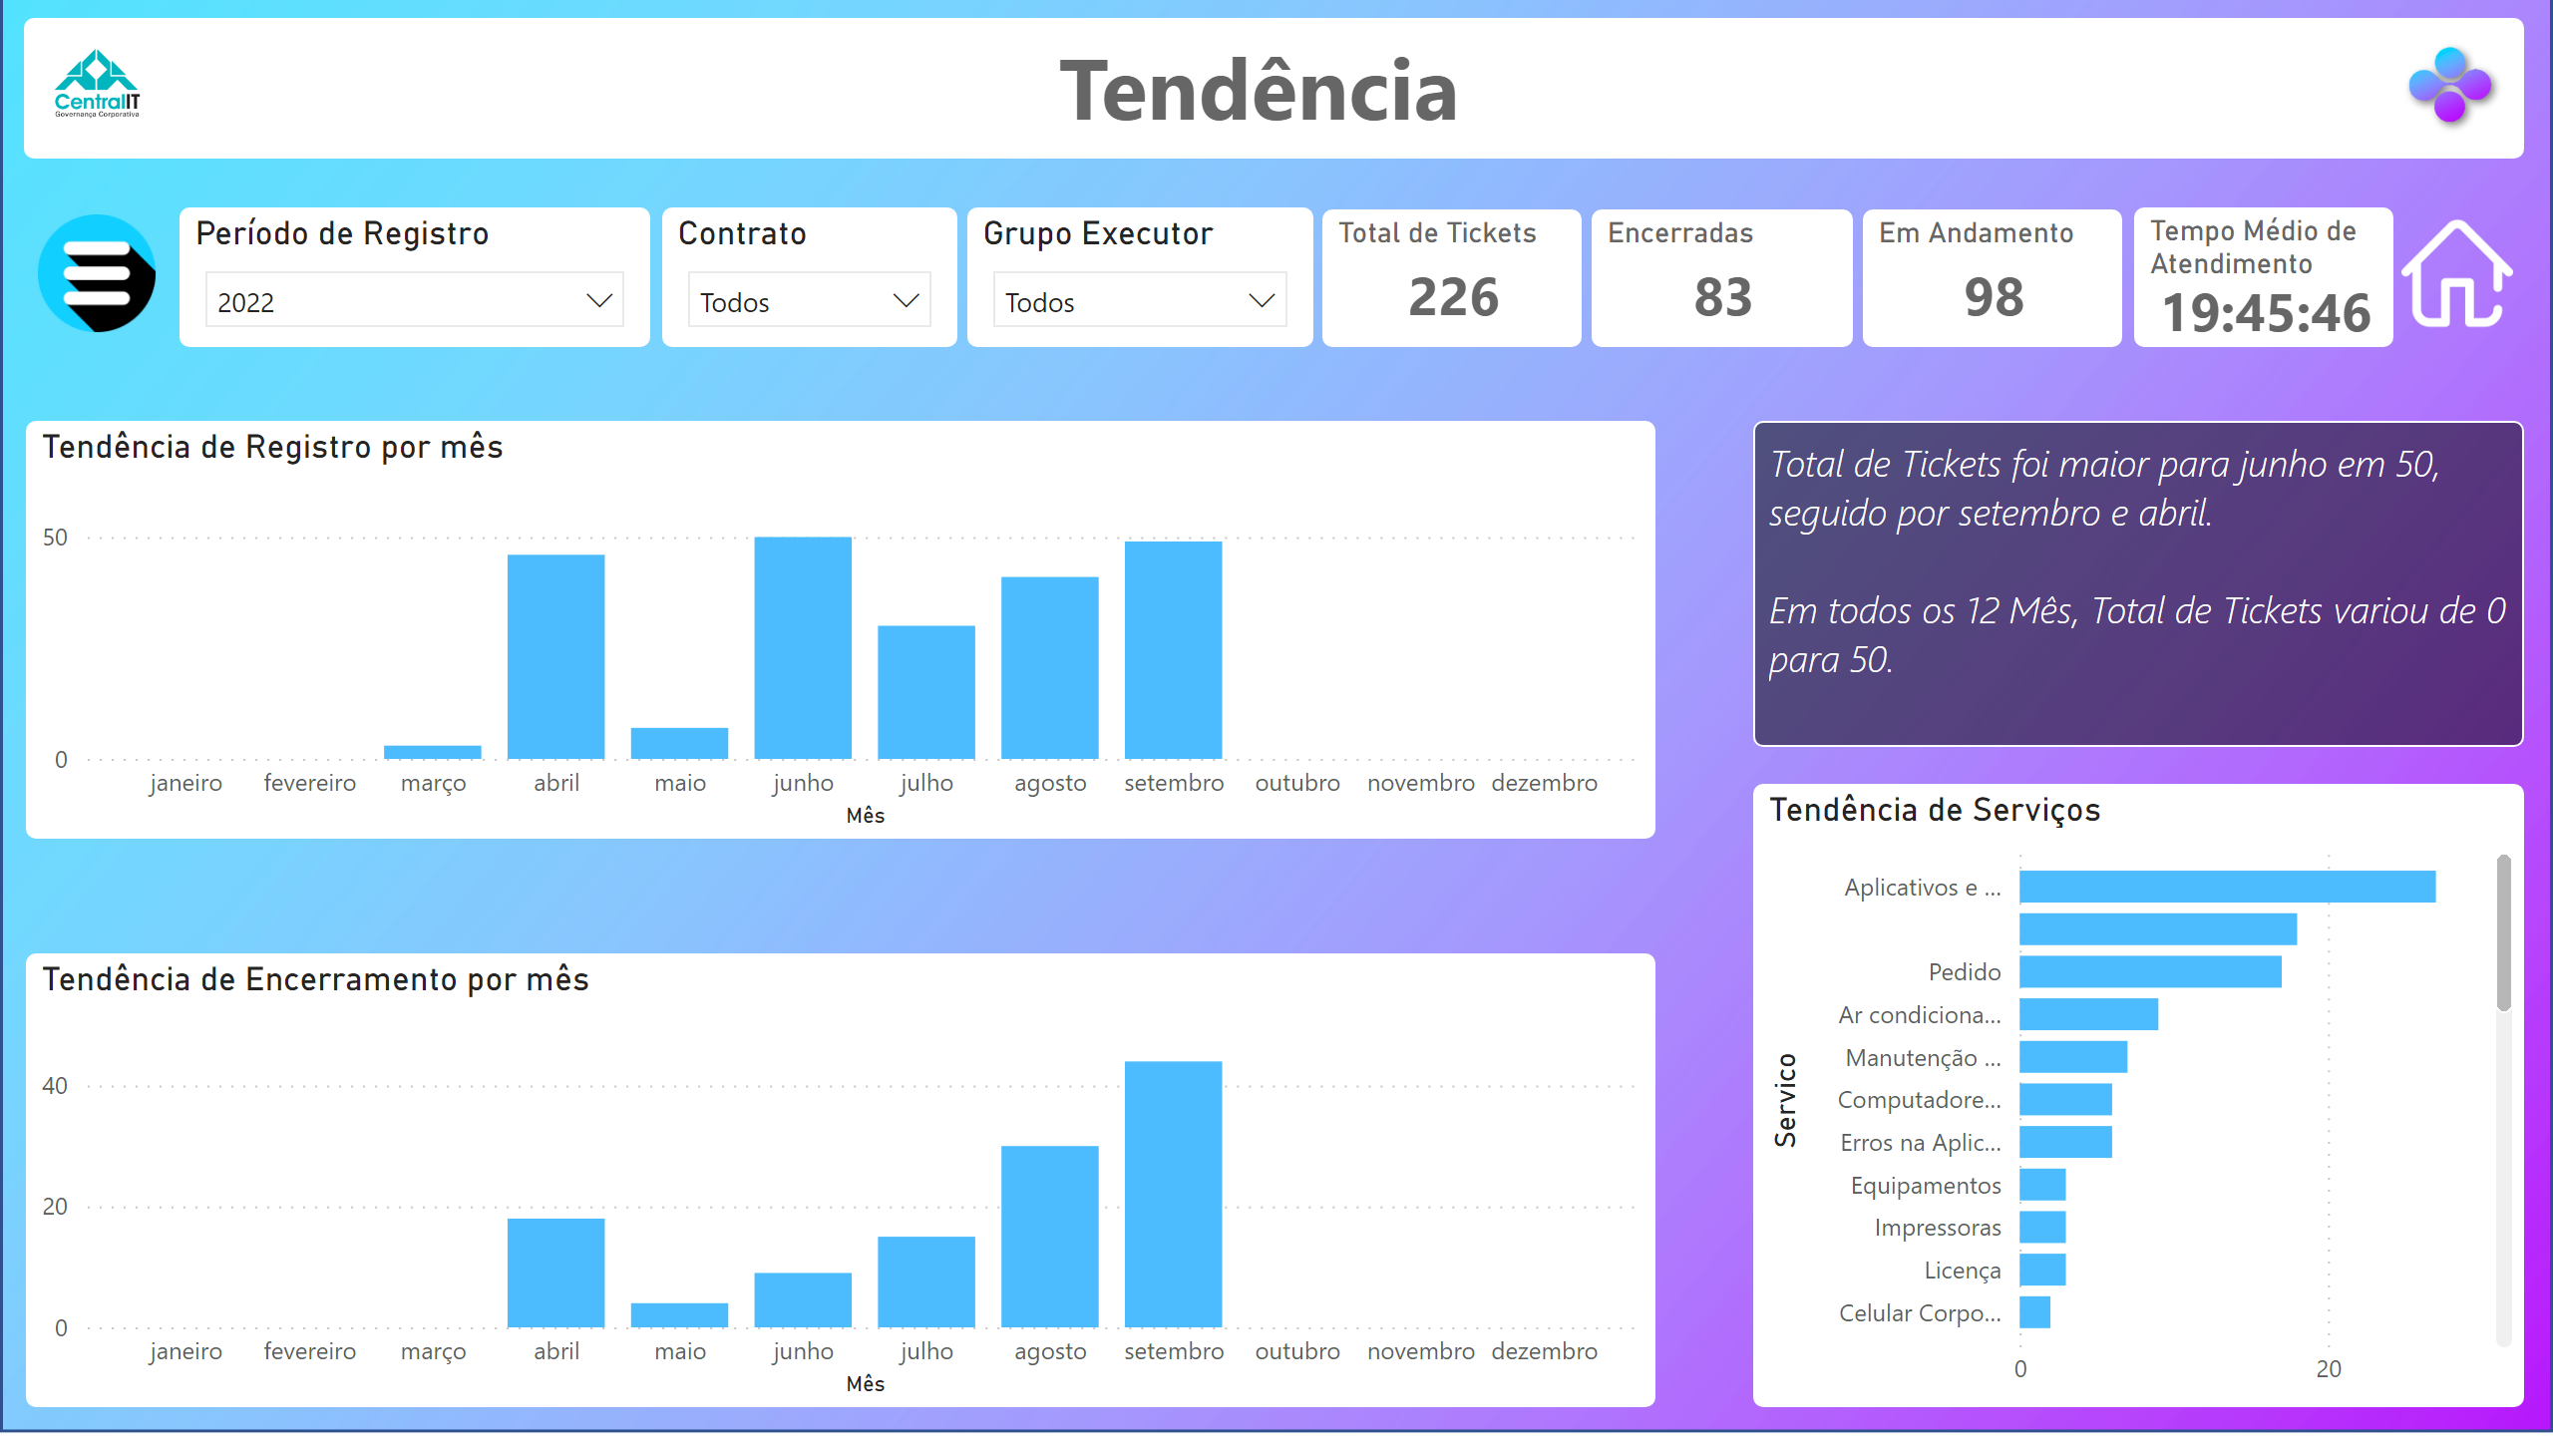 CentralIT
Governança Corporativa
Tendência
Período de Registro
2022
Contrato
Todos
Grupo Executor
Todos
Total de Tickets
226
Encerradas
83
Em Andamento
98
Tempo Médio de
Atendimento
19:45:46
Tendência de Registro por mês
50
0
janeiro fevereiro março abril maio junho julho agosto setembro outubro novembro dezembro
Mês
Total de Tickets foi maior para junho em 50,
seguido por setembro e abril.
Em todos os 12 Mês, Total de Tickets variou de 0
para 50.
Tendência de Encerramento por mês
40
20
0
janeiro fevereiro março abril maio junho julho agosto setembro outubro novembro dezembro
Mês
Tendência de Serviços
Servico
Aplicativos e ...
Pedido
Ar condiciona...
Manutenção ...
Computadore...
Erros na Aplic...
Equipamentos
Impressoras
Licença
Celular Corpo...
0 20